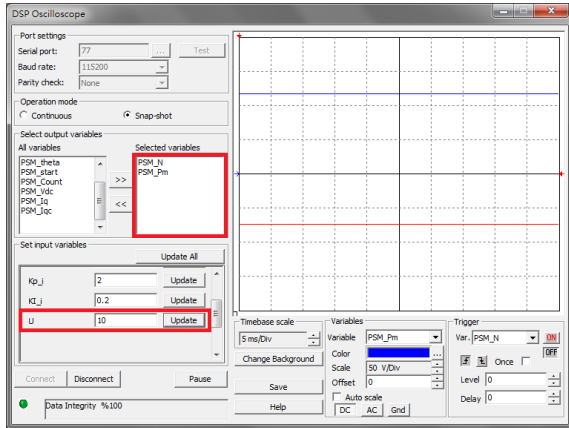 DSP Oscilloscope
Port settings
Serial port: 77 ... Test
Baud rate: 115200
Parity check: None
Operation mode
Continuous Snap-shot
Select output variables
All variables Selected variables
PSM_theta
PSM_start
PSM_Count
PSM_Vdc
PSM_Iq
PSM_Iqc
>>
<<
PSM_N
PSM_Pm
Set input variables
Update All
Kp_j 2 Update
KI_j 0.2 Update
U 10 Update
Connect Disconnect Pause
Data Integrity %100
Timebase scale
5 ms/Div
Change Background
Save
Help
Variables
Variable PSM_Pm
Color ...
Scale 50 V/Div
Offset 0
Auto scale
DC AC Gnd
Trigger
Var. PSM_N ON
OFF
Once
Level 0
Delay 0